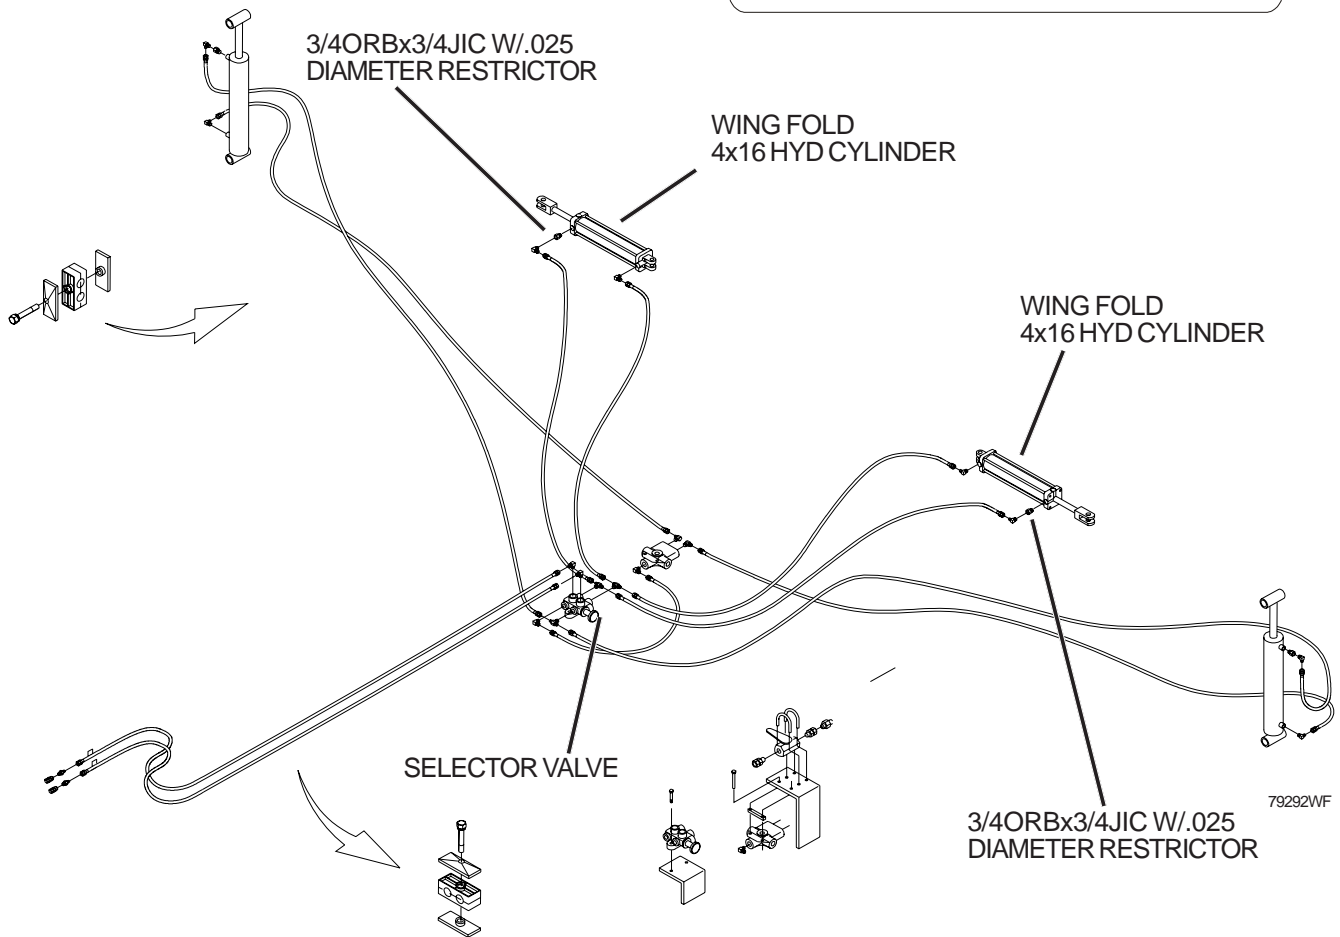 3/4ORBx3/4JIC W/.025
DIAMETER RESTRICTOR
WING FOLD
4x16 HYD CYLINDER
WING FOLD
4x16 HYD CYLINDER
SELECTOR VALVE
79292WF
3/4ORBx3/4JIC W/.025
DIAMETER RESTRICTOR